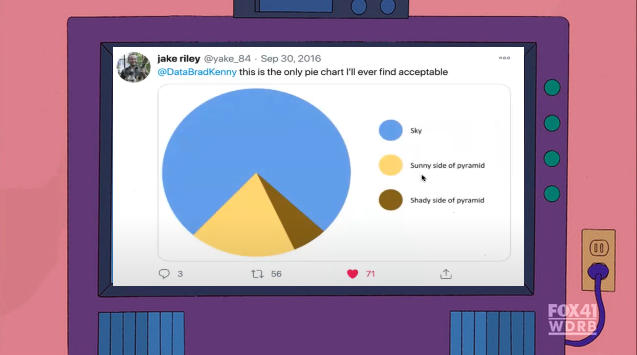 jake riley @yake_84 · Sep 30, 2016
@DataBradKenny this is the only pie chart I'll ever find acceptable
Sky
Sunny side of pyramid
Shady side of pyramid
3 56 71
FOX41
WDRB